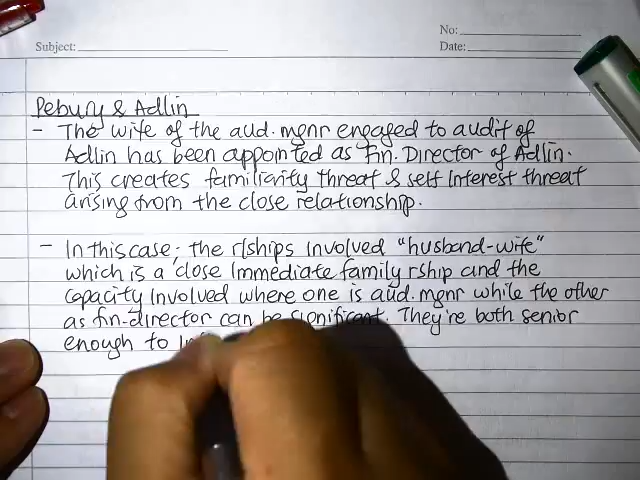 No:
Subject:
Date:
Pebury & Adlin
- The wife of the aud. mgnr engaged to audit of
Adlin has been appointed as Fin. Director of Adlin.
This creates familiarity threat & self interest threat
arising from the close relationship.
- In this case, the r/ships involved "husband-wife"
which is a close immediate family rship and the
capacity involved where one is aud. mgnr while the other
as fin-director can be significant. They're both senior
enough to